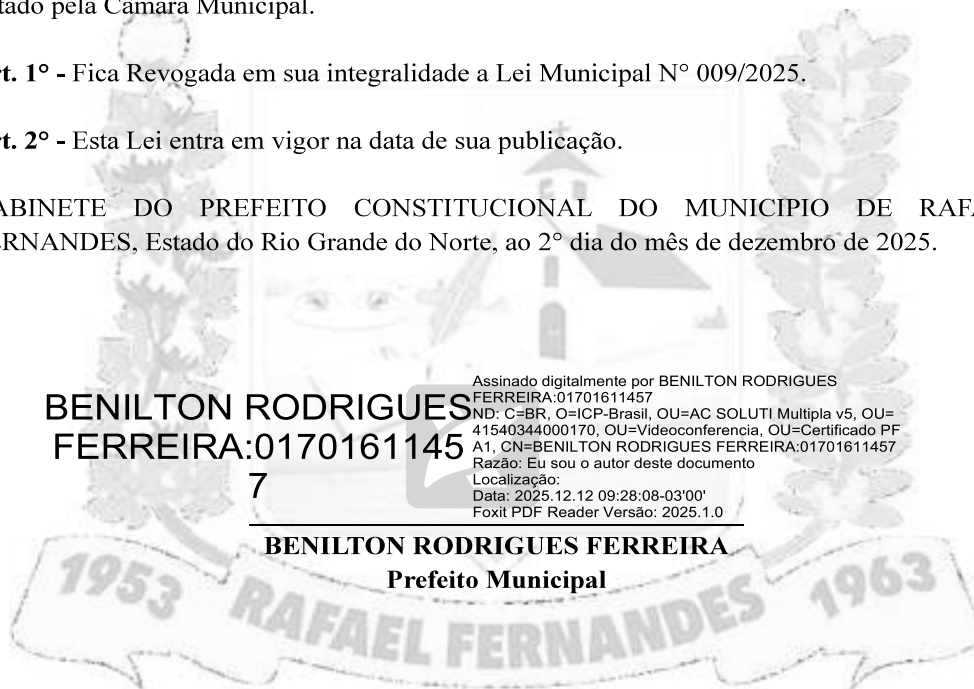 tado pela Câmara Municipal.
rt. 1° - Fica Revogada em sua integralidade a Lei Municipal N° 009/2025.
rt. 2° - Esta Lei entra em vigor na data de sua publicação.
ABINETE DO PREFEITO CONSTITUCIONAL DO MUNICIPIO DE RAFA
ERNANDES, Estado do Rio Grande do Norte, ao 2° dia do mês de dezembro de 2025.
BENILTON RODRIGUES
FERREIRA:0170161145
7
Assinado digitalmente por BENILTON RODRIGUES
FERREIRA:01701611457
ND: C=BR, O=ICP-Brasil, OU=AC SOLUTI Multipla v5, OU=
41540344000170, OU=Videoconferencia, OU=Certificado PF
A1, CN=BENILTON RODRIGUES FERREIRA:01701611457
Razão: Eu sou o autor deste documento
Localização:
Data: 2025.12.12 09:28:08-03'00'
Foxit PDF Reader Versão: 2025.1.0
BENILTON RODRIGUES FERREIRA
Prefeito Municipal
1953 RAFAEL FERNANDES 1963